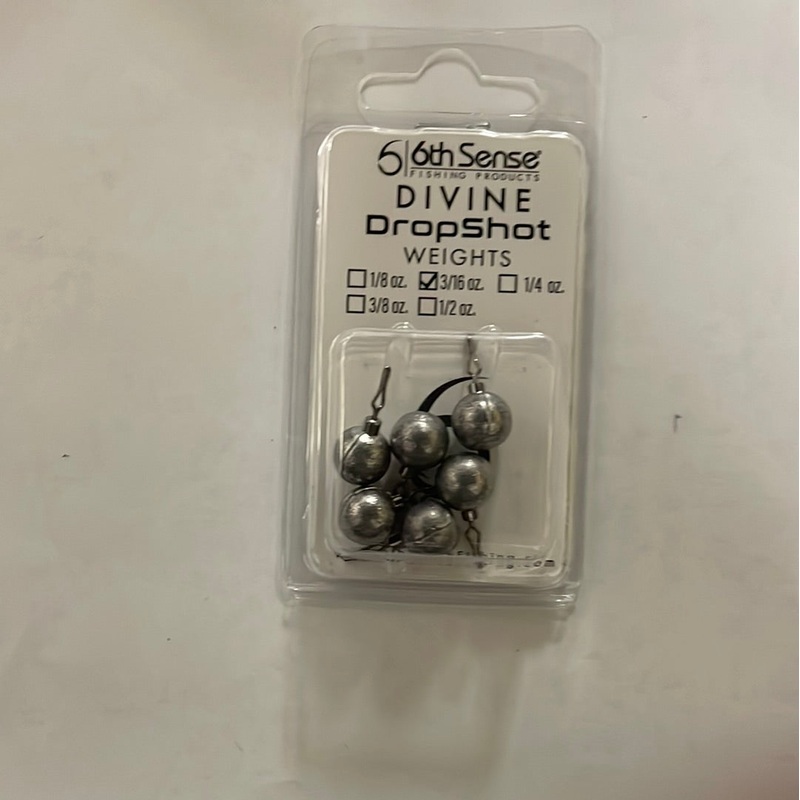 6th Sense®
FISHING PRODUCTS
DIVINE
DropShot
WEIGHTS
1/8 oz. 3/16 oz. 1/4 oz.
3/8 oz. 1/2 oz.